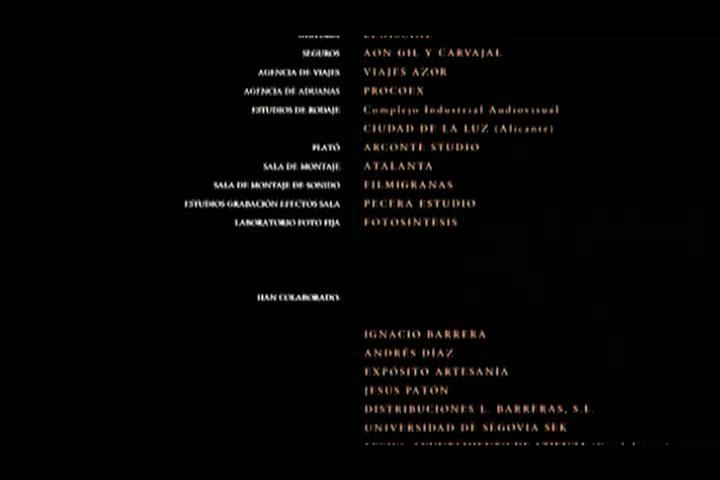 SEGUROS AON GIL Y CARVAJAL
AGENCIA DE VIAJES VIAJES AZOR
AGENCIA DE ADUANAS PROCOEX
ESTUDIOS DE RODAJE Complejo Industrial Audiovisual
CIUDAD DE LA LUZ (Alicante)
PLATÓ ARCONTE STUDIO
SALA DE MONTAJE ATALANTA
SALA DE MONTAJE DE SONIDO FILMIGRANAS
ESTUDIOS GRABACIÓN EFECTOS SALA PECERA ESTUDIO
LABORATORIO FOTO FIJA FOTOSINTESIS
HAN COLABORADO:
IGNACIO BARRERA
ANDRÉS DÍAZ
EXPÓSITO ARTESANÍA
JESUS PATÓN
DISTRIBUCIONES L. BARRERAS, S.L.
UNIVERSIDAD DE SEGOVIA SEK